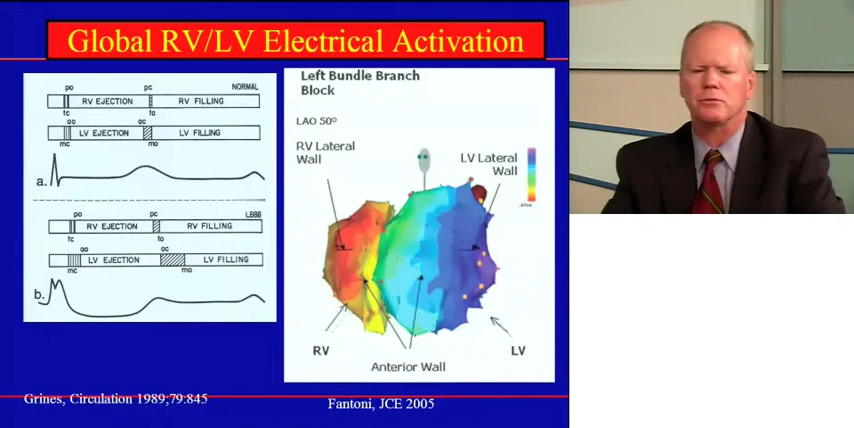 Global RV/LV Electrical Activation
NORMAL
po pc
RV EJECTION RV FILLING
tc to
ao ac
LV EJECTION LV FILLING
mc mo
a.
po pc LBBB
RV EJECTION RV FILLING
tc to
ao ac
LV EJECTION LV FILLING
mc mo
b.
Left Bundle Branch
Block
LAO 50º
RV Lateral
Wall
LV Lateral
Wall
RV
LV
Anterior Wall
Grines, Circulation 1989;79:845
Fantoni, JCE 2005